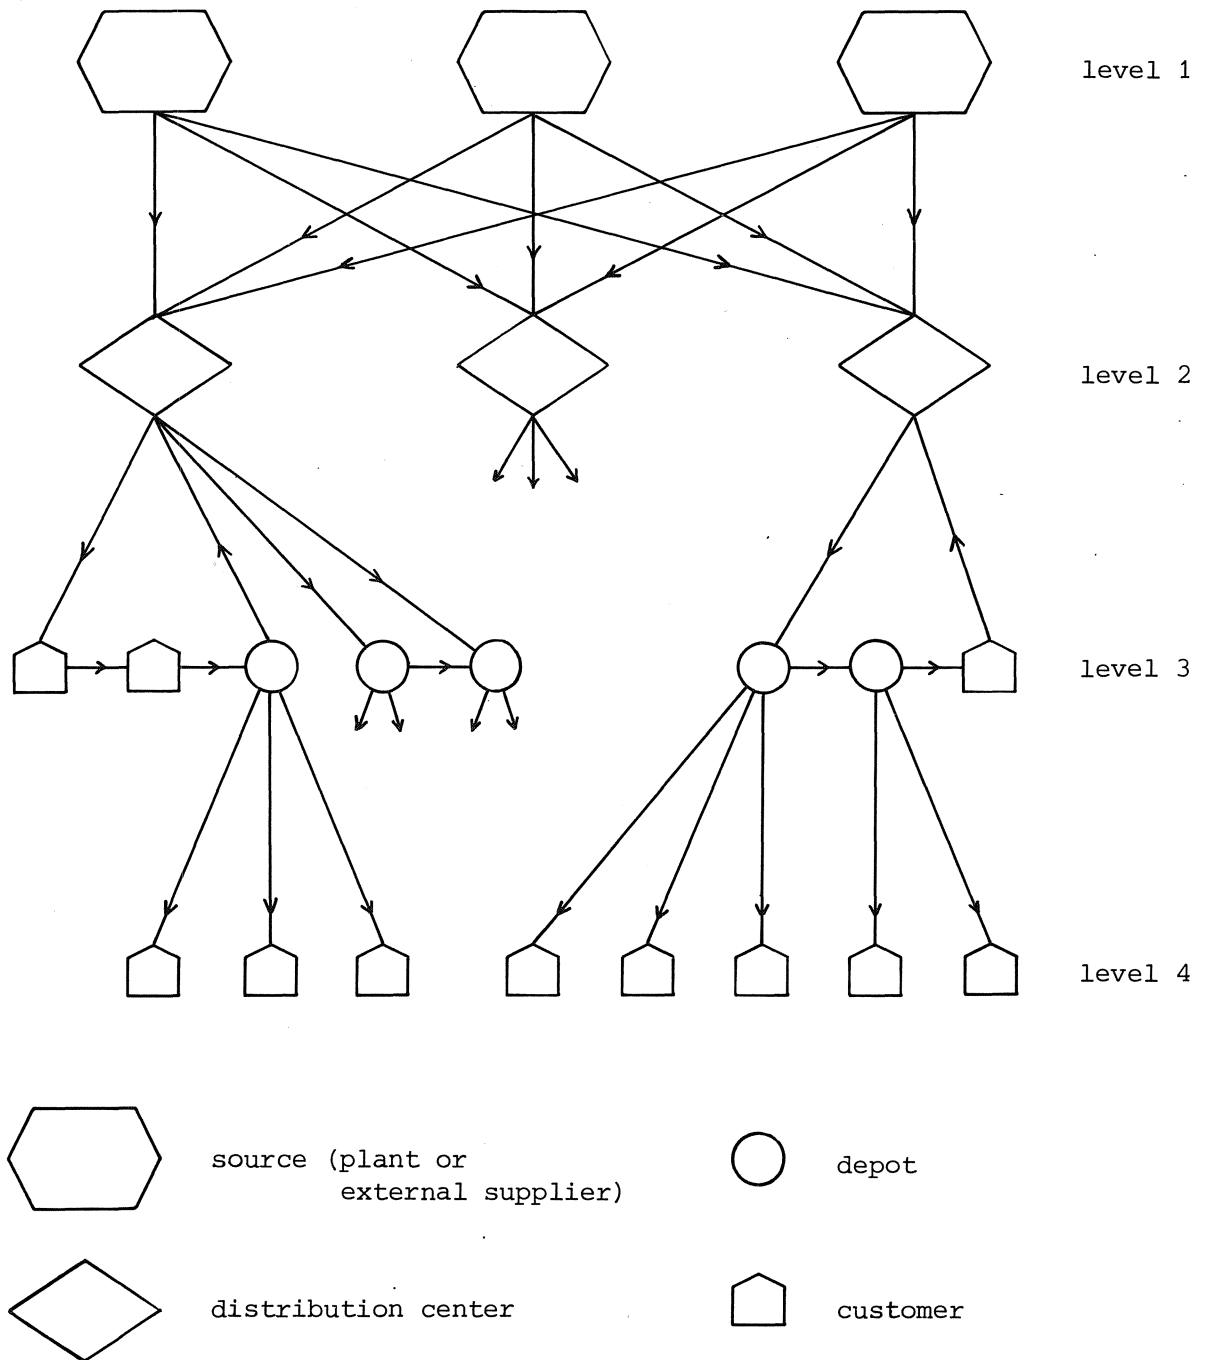 level 1
level 2
level 3
level 4
source (plant or
external supplier)
depot
distribution center
customer